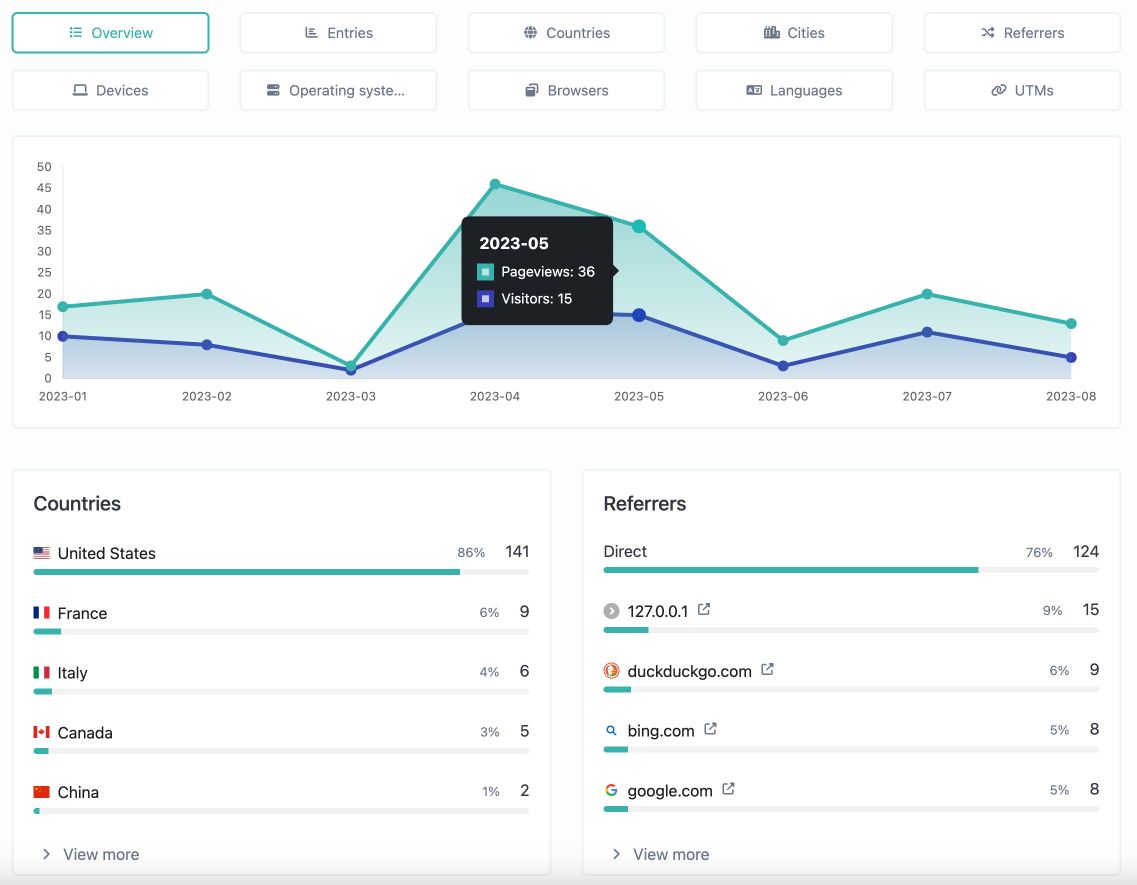 Overview
Entries
Countries
Cities
Referrers
Devices
Operating syste...
Browsers
Languages
UTMs
50
45
40
35
30
25
20
15
10
5
0
2023-05
Pageviews: 36
Visitors: 15
2023-01 2023-02 2023-03 2023-04 2023-05 2023-06 2023-07 2023-08
Countries
United States 86% 141
France 6% 9
Italy 4% 6
Canada 3% 5
China 1% 2
View more
Referrers
Direct 76% 124
127.0.0.1 9% 15
duckduckgo.com 6% 9
bing.com 5% 8
google.com 5% 8
View more